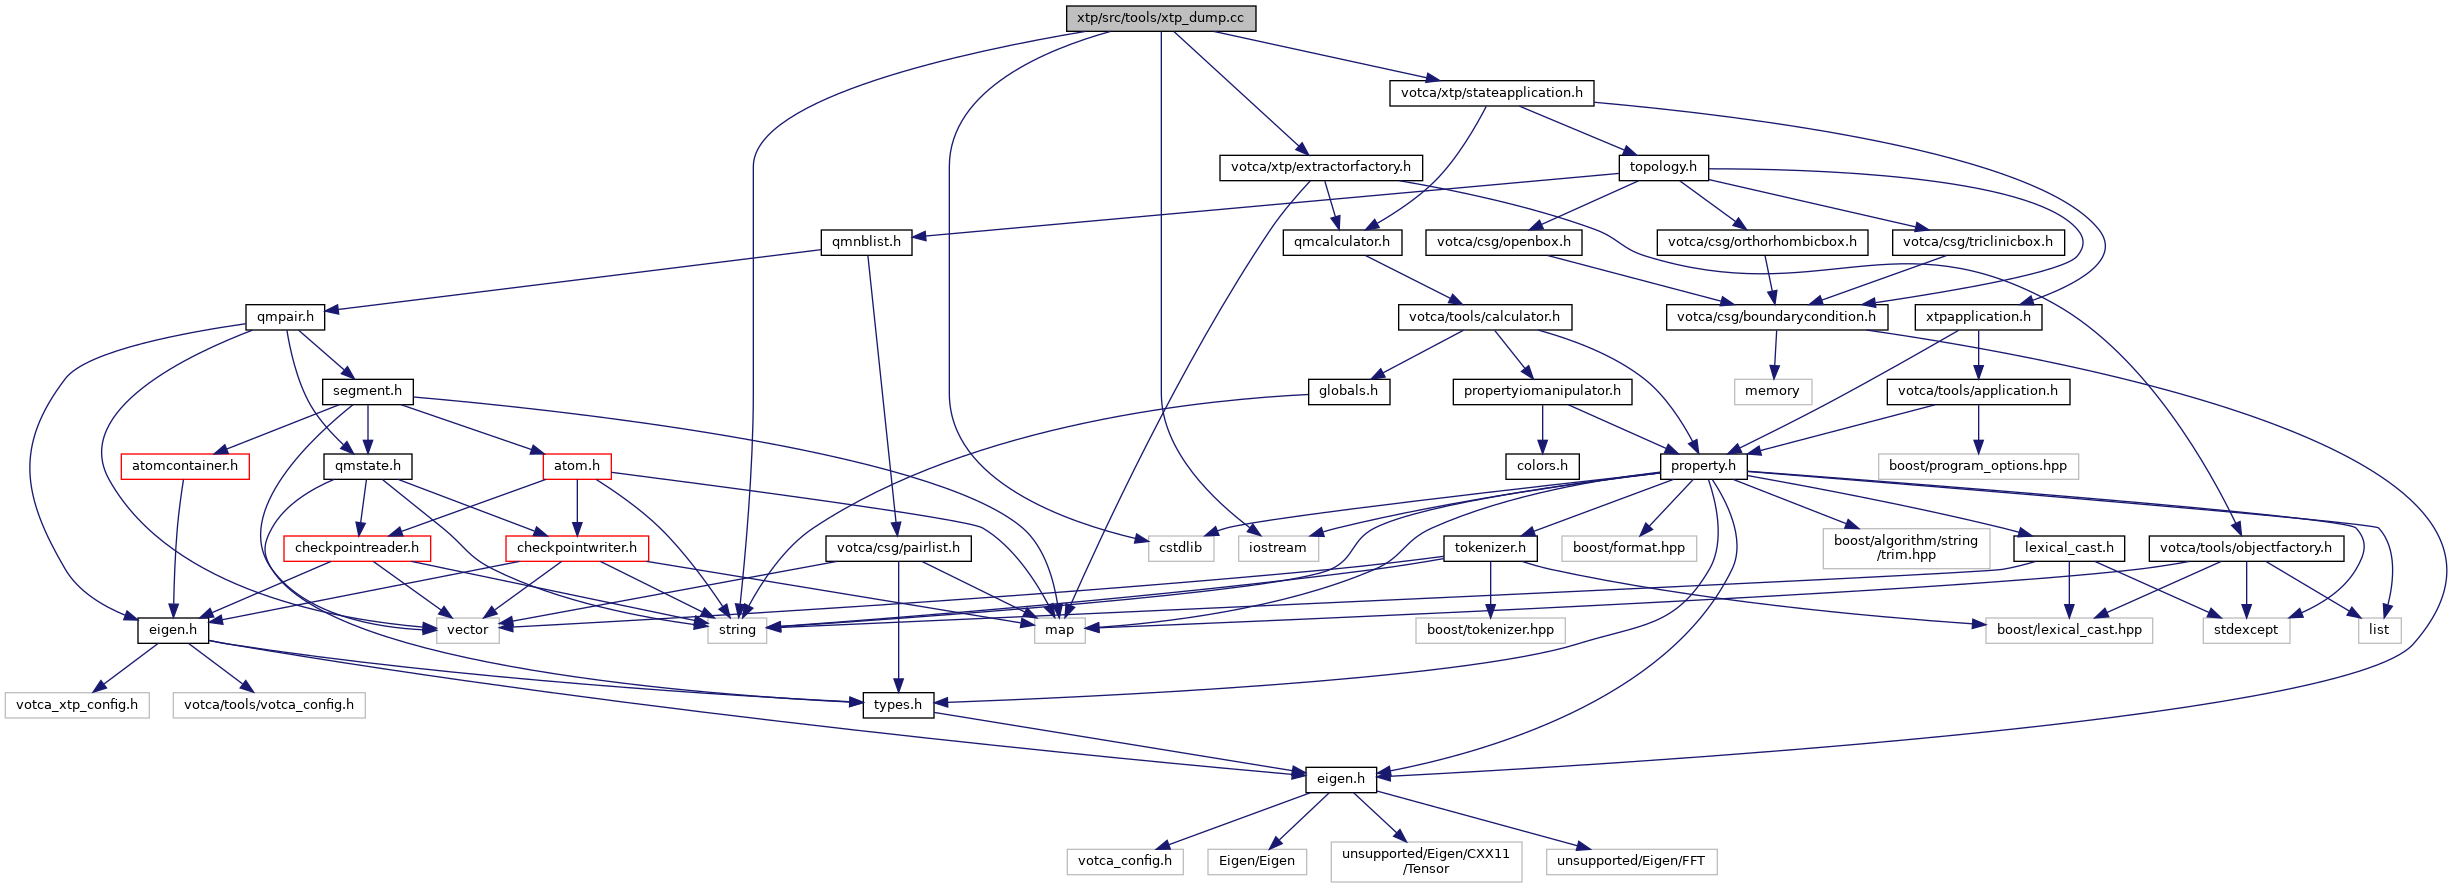 xtp/src/tools/xtp_dump.cc
votca/xtp/stateapplication.h
votca/xtp/extractorfactory.h
topology.h
qmnblist.h
qmcalculator.h
votca/csg/openbox.h
votca/csg/orthorhombicbox.h
votca/csg/triclinicbox.h
qmpair.h
votca/tools/calculator.h
votca/csg/boundarycondition.h
xtpapplication.h
segment.h
globals.h
propertyiomanipulator.h
memory
votca/tools/application.h
atomcontainer.h
qmstate.h
atom.h
colors.h
property.h
boost/program_options.hpp
checkpointreader.h
checkpointwriter.h
votca/csg/pairlist.h
cstdlib
iostream
tokenizer.h
boost/format.hpp
boost/algorithm/string
/trim.hpp
lexical_cast.h
votca/tools/objectfactory.h
eigen.h
vector
string
map
boost/tokenizer.hpp
boost/lexical_cast.hpp
stdexcept
list
votca_xtp_config.h
votca/tools/votca_config.h
types.h
eigen.h
votca_config.h
Eigen/Eigen
unsupported/Eigen/CXX11
/Tensor
unsupported/Eigen/FFT